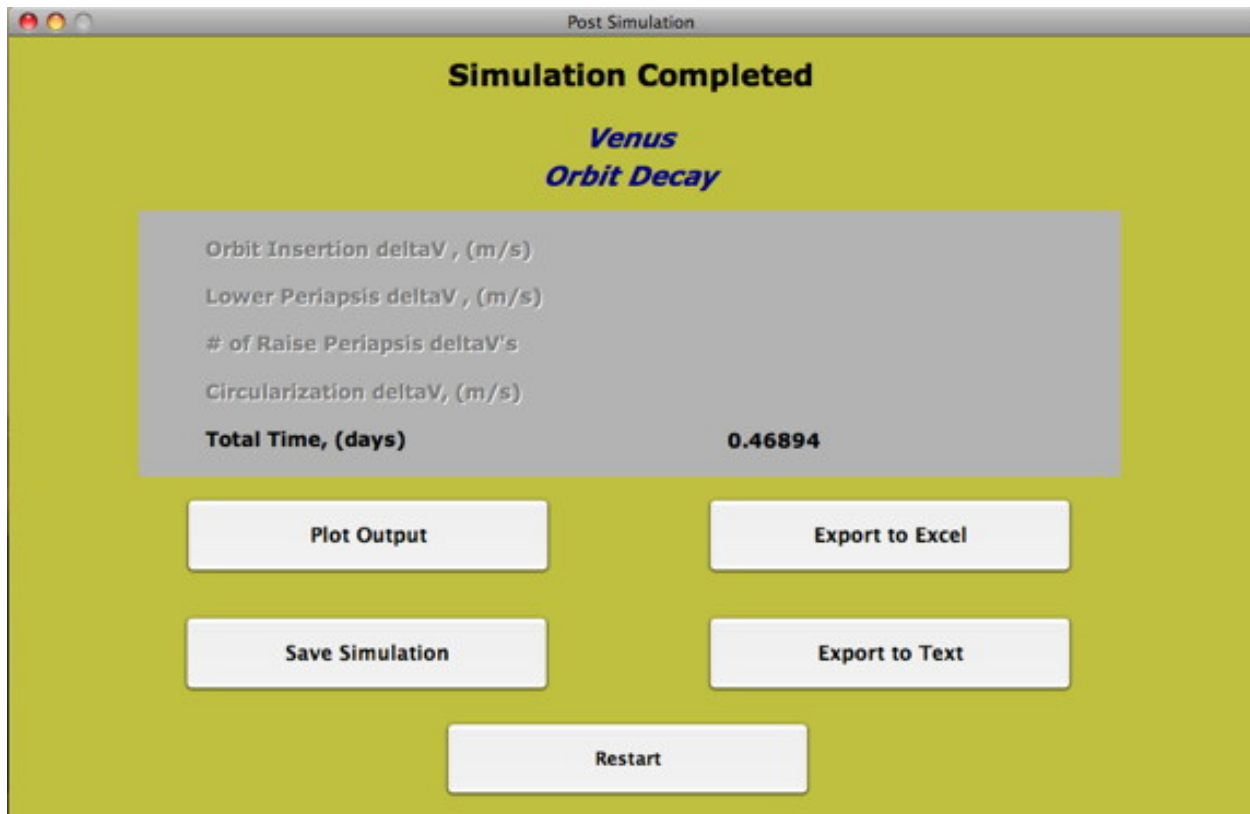 Post Simulation
Simulation Completed
Venus
Orbit Decay
Orbit Insertion deltaV , (m/s)
Lower Periapsis deltaV , (m/s)
# of Raise Periapsis deltaV's
Circularization deltaV, (m/s)
Total Time, (days) 0.46894
Plot Output Export to Excel
Save Simulation Export to Text
Restart